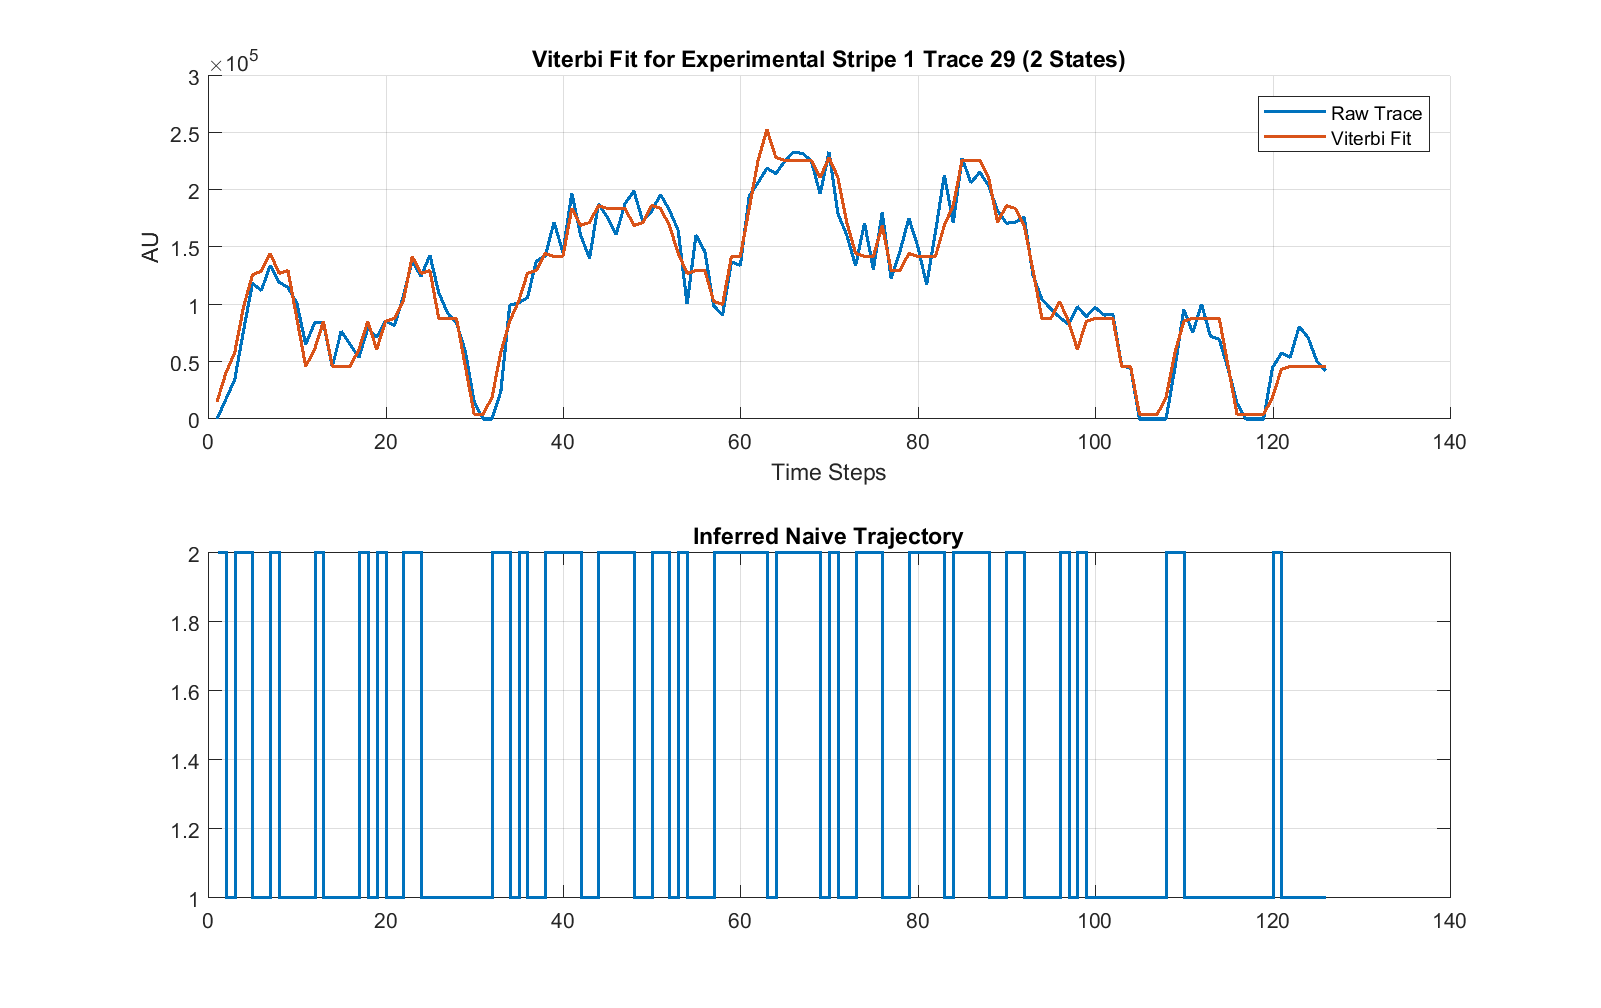 Viterbi Fit for Experimental Stripe 1 Trace 29 (2 States)
×10^5
3
2.5
2
1.5
1
0.5
0
AU
Raw Trace
Viterbi Fit
0 20 40 60 80 100 120 140
Time Steps
Inferred Naive Trajectory
2
1.8
1.6
1.4
1.2
1
0 20 40 60 80 100 120 140